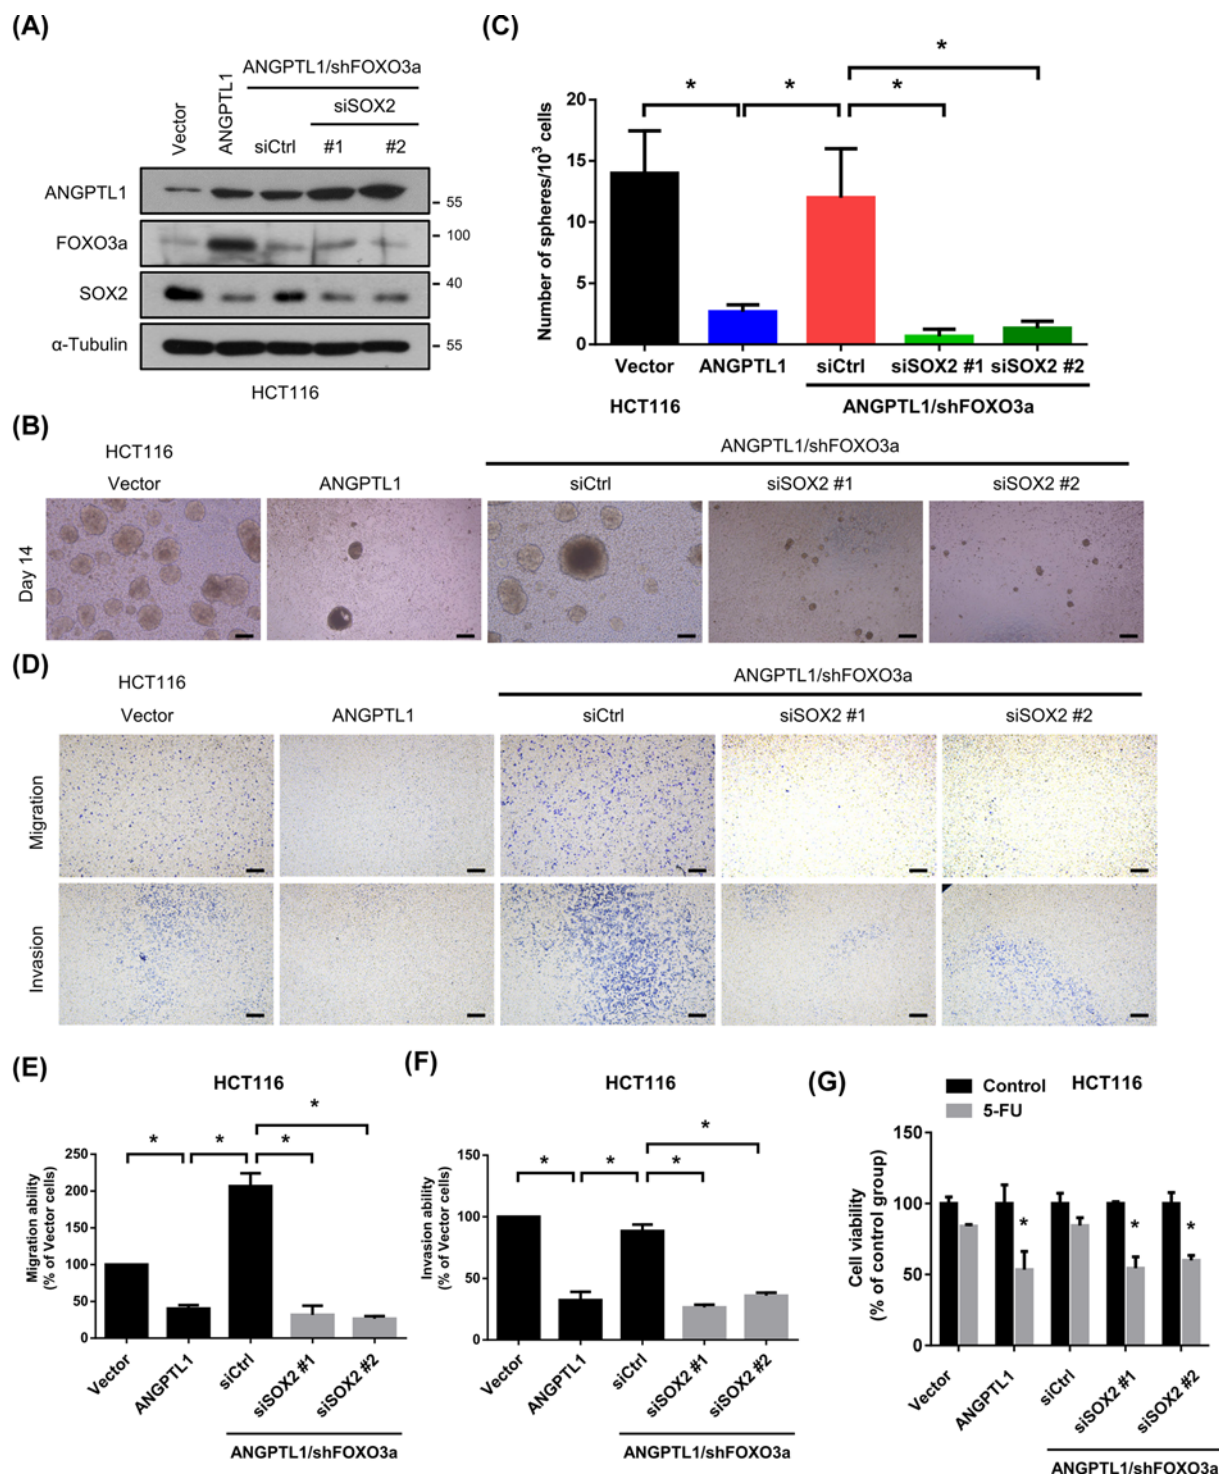 (A)
ANGPTL1/shFOXO3a
siSOX2
Vector
ANGPTL1
siCtrl
#1
#2
ANGPTL1
55
FOXO3a
100
SOX2
40
α-Tubulin
55
HCT116
(C)
*
* * *
Number of spheres/10³ cells
20
15
10
5
0
Vector ANGPTL1 siCtrl siSOX2 #1 siSOX2 #2
HCT116
ANGPTL1/shFOXO3a
(B)
HCT116
ANGPTL1/shFOXO3a
Vector ANGPTL1 siCtrl siSOX2 #1 siSOX2 #2
Day 14
(D)
HCT116
ANGPTL1/shFOXO3a
Vector ANGPTL1 siCtrl siSOX2 #1 siSOX2 #2
Migration
Invasion
(E)
HCT116
*
* * *
Migration ability
(% of Vector cells)
250
200
150
100
50
0
Vector
ANGPTL1
siCtrl
siSOX2 #1
siSOX2 #2
ANGPTL1/shFOXO3a
(F)
HCT116
*
* * *
Invasion ability
(% of Vector cells)
150
100
50
0
Vector
ANGPTL1
siCtrl
siSOX2 #1
siSOX2 #2
ANGPTL1/shFOXO3a
(G)
Control
5-FU
HCT116
Cell viability
(% of control group)
150
100
50
0
* * *
Vector
ANGPTL1
siCtrl
siSOX2 #1
siSOX2 #2
ANGPTL1/shFOXO3a